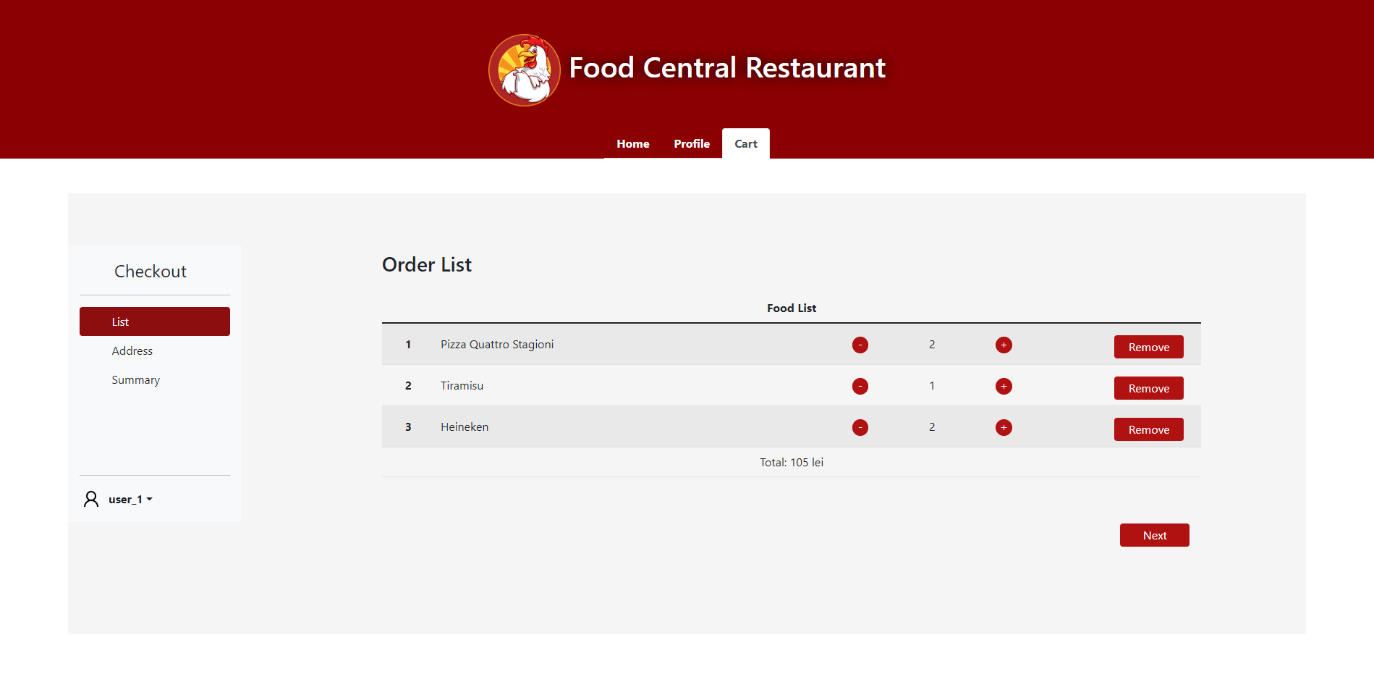 Food Central Restaurant
Home Profile Cart
Checkout
List
Address
Summary
user_1
Order List
Food List
1 Pizza Quattro Stagioni - 2 + Remove
2 Tiramisu - 1 + Remove
3 Heineken - 2 + Remove
Total: 105 lei
Next